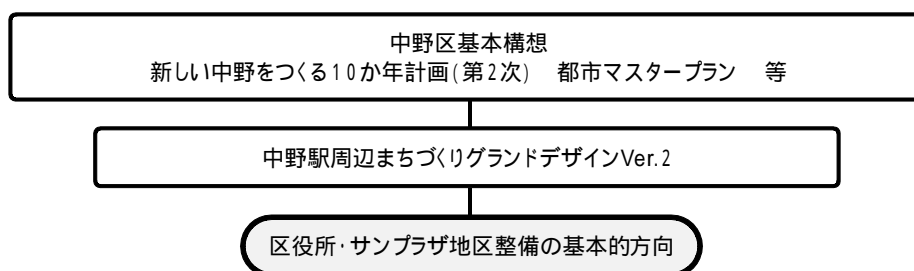 中野区基本構想
新しい中野をつくる10か年計画(第2次)　都市マスタープラン　等
中野駅周辺まちづくりグランドデザインVer.2
区役所・サンプラザ地区整備の基本的方向